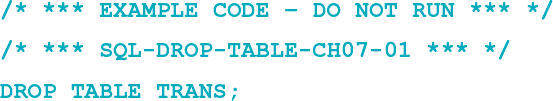 /* *** EXAMPLE CODE – DO NOT RUN *** */
/* *** SQL-DROP-TABLE-CH07-01 *** */
DROP TABLE TRANS;